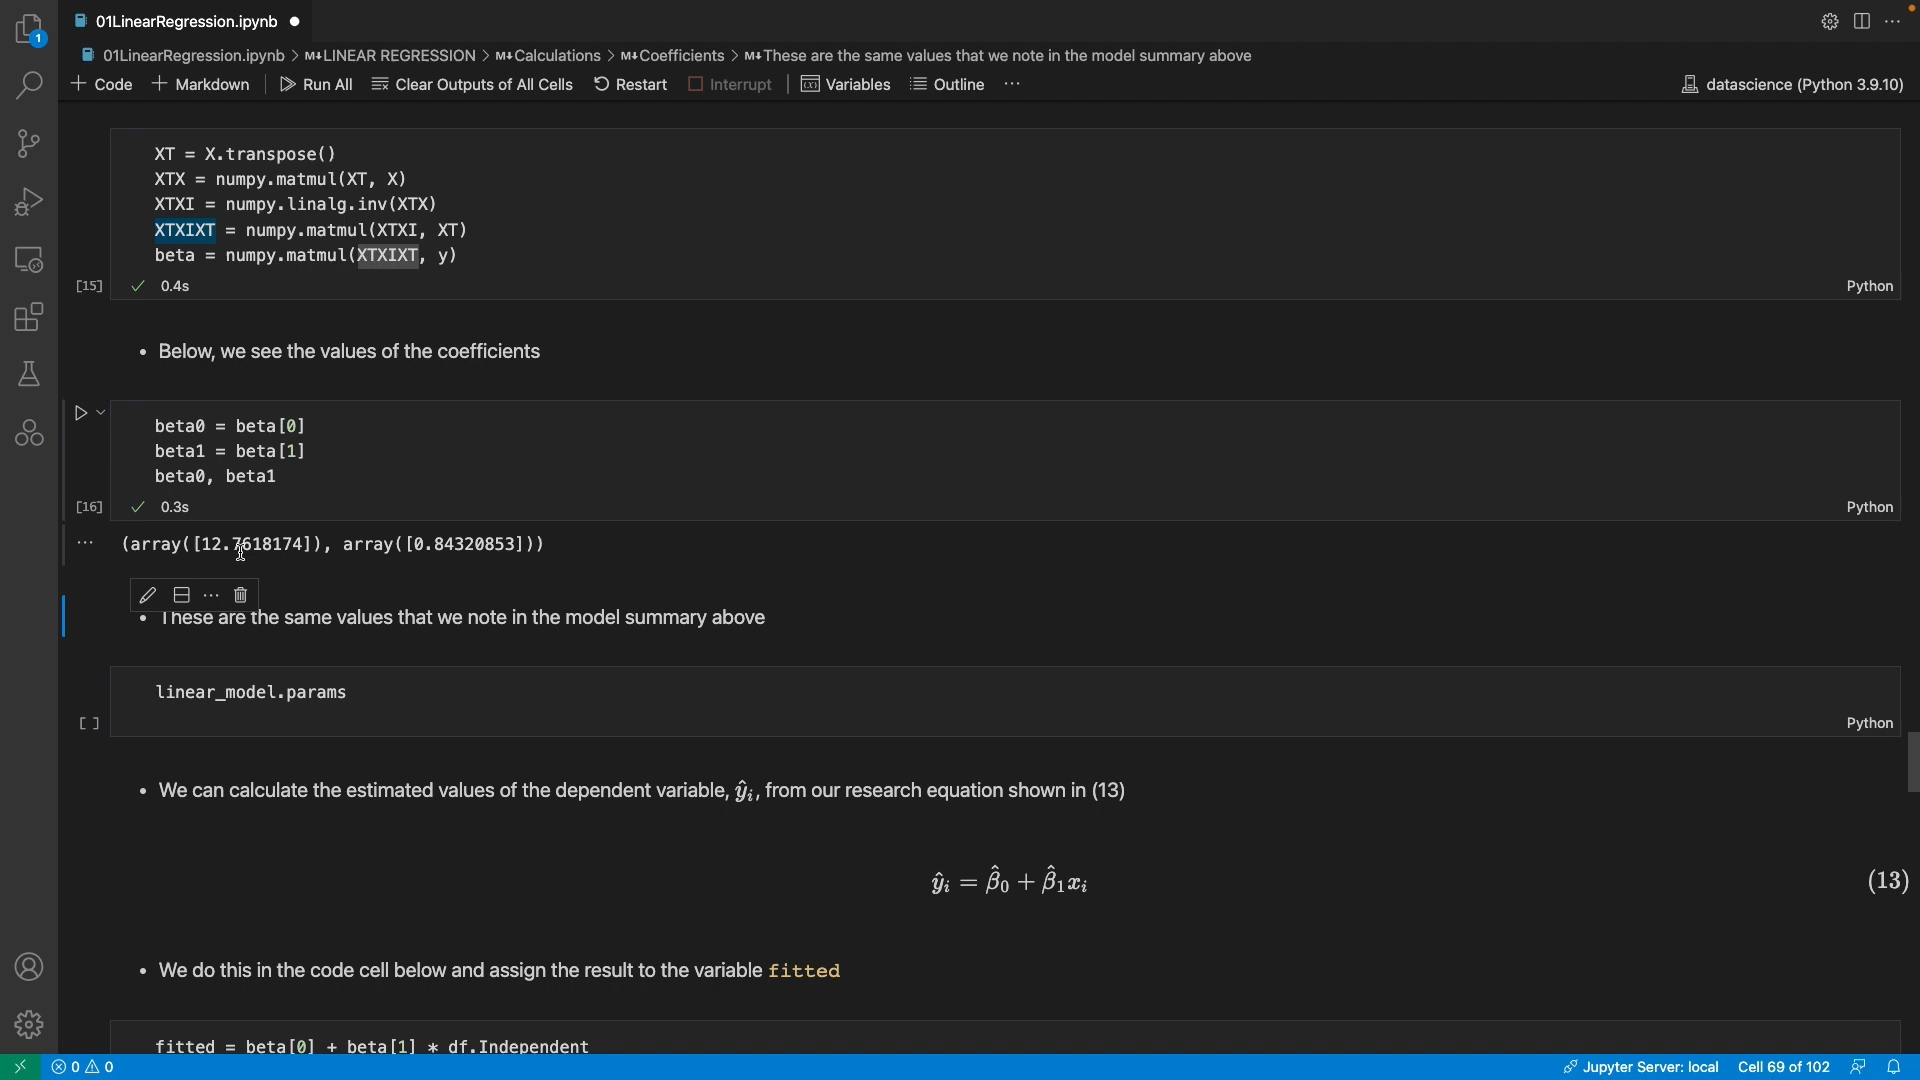 01LinearRegression.ipynb
01LinearRegression.ipynb > M↓LINEAR REGRESSION > M↓Calculations > M↓Coefficients > M↓These are the same values that we note in the model summary above
+ Code + Markdown Run All Clear Outputs of All Cells Restart Interrupt Variables Outline ··· datascience (Python 3.9.10)
1
XT = X.transpose()
XTX = numpy.matmul(XT, X)
XTXI = numpy.linalg.inv(XTX)
XTXIXT = numpy.matmul(XTXI, XT)
beta = numpy.matmul(XTXIXT, y)
[15] ✓ 0.4s Python
• Below, we see the values of the coefficients
beta0 = beta[0]
beta1 = beta[1]
beta0, beta1
[16] ✓ 0.3s Python
··· (array([12.7618174]), array([0.84320853]))
• These are the same values that we note in the model summary above
linear_model.params
[ ] Python
• We can calculate the estimated values of the dependent variable, ŷᵢ, from our research equation shown in (13)
ŷᵢ = β̂₀ + β̂₁xᵢ (13)
• We do this in the code cell below and assign the result to the variable fitted
fitted = beta[0] + beta[1] * df.Independent
0 0 Jupyter Server: local Cell 69 of 102